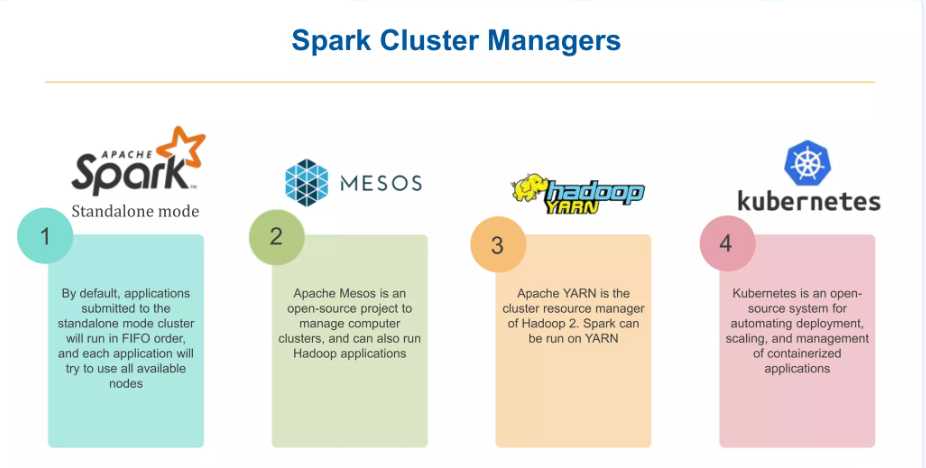 Spark Cluster Managers
APACHE
Spark
TM
Standalone mode
1
By default, applications
submitted to the
standalone mode cluster
will run in FIFO order,
and each application will
try to use all available
nodes
MESOS
2
Apache Mesos is an
open-source project to
manage computer
clusters, and can also run
Hadoop applications
hadoop
YARN
3
Apache YARN is the
cluster resource manager
of Hadoop 2. Spark can
be run on YARN
kubernetes
4
Kubernetes is an open-
source system for
automating deployment,
scaling, and management
of containerized
applications